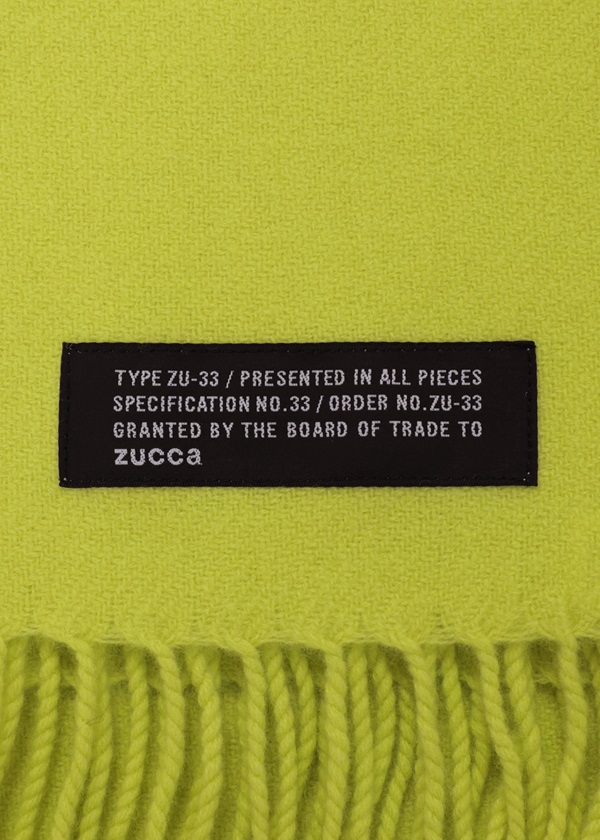 TYPE ZU-33 / PRESENTED IN ALL PIECES
SPECIFICATION NO.33 / ORDER NO.ZU-33
GRANTED BY THE BOARD OF TRADE TO
zucca